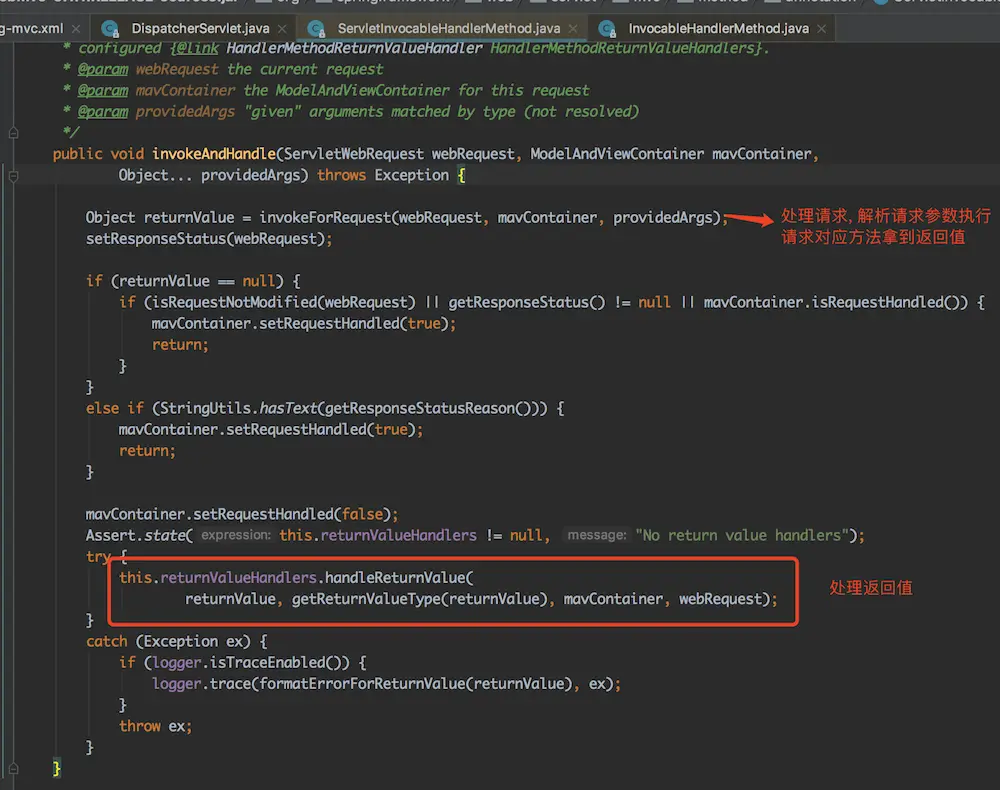 g-mvc.xml DispatcherServlet.java ServletInvocableHandlerMethod.java InvocableHandlerMethod.java
* configured {@link HandlerMethodReturnValueHandler HandlerMethodReturnValueHandlers}.
* @param webRequest the current request
* @param mavContainer the ModelAndViewContainer for this request
* @param providedArgs "given" arguments matched by type (not resolved)
*/
public void invokeAndHandle(ServletWebRequest webRequest, ModelAndViewContainer mavContainer,
Object... providedArgs) throws Exception {
Object returnValue = invokeForRequest(webRequest, mavContainer, providedArgs);
处理请求, 解析请求参数执行
请求对应方法拿到返回值
setResponseStatus(webRequest);
if (returnValue == null) {
if (isRequestNotModified(webRequest) || getResponseStatus() != null || mavContainer.isRequestHandled()) {
mavContainer.setRequestHandled(true);
return;
}
}
else if (StringUtils.hasText(getResponseStatusReason())) {
mavContainer.setRequestHandled(true);
return;
}
mavContainer.setRequestHandled(false);
Assert.state( expression: this.returnValueHandlers != null, message: "No return value handlers");
try {
this.returnValueHandlers.handleReturnValue(
returnValue, getReturnValueType(returnValue), mavContainer, webRequest);
处理返回值
}
catch (Exception ex) {
if (logger.isTraceEnabled()) {
logger.trace(formatErrorForReturnValue(returnValue), ex);
}
throw ex;
}
}